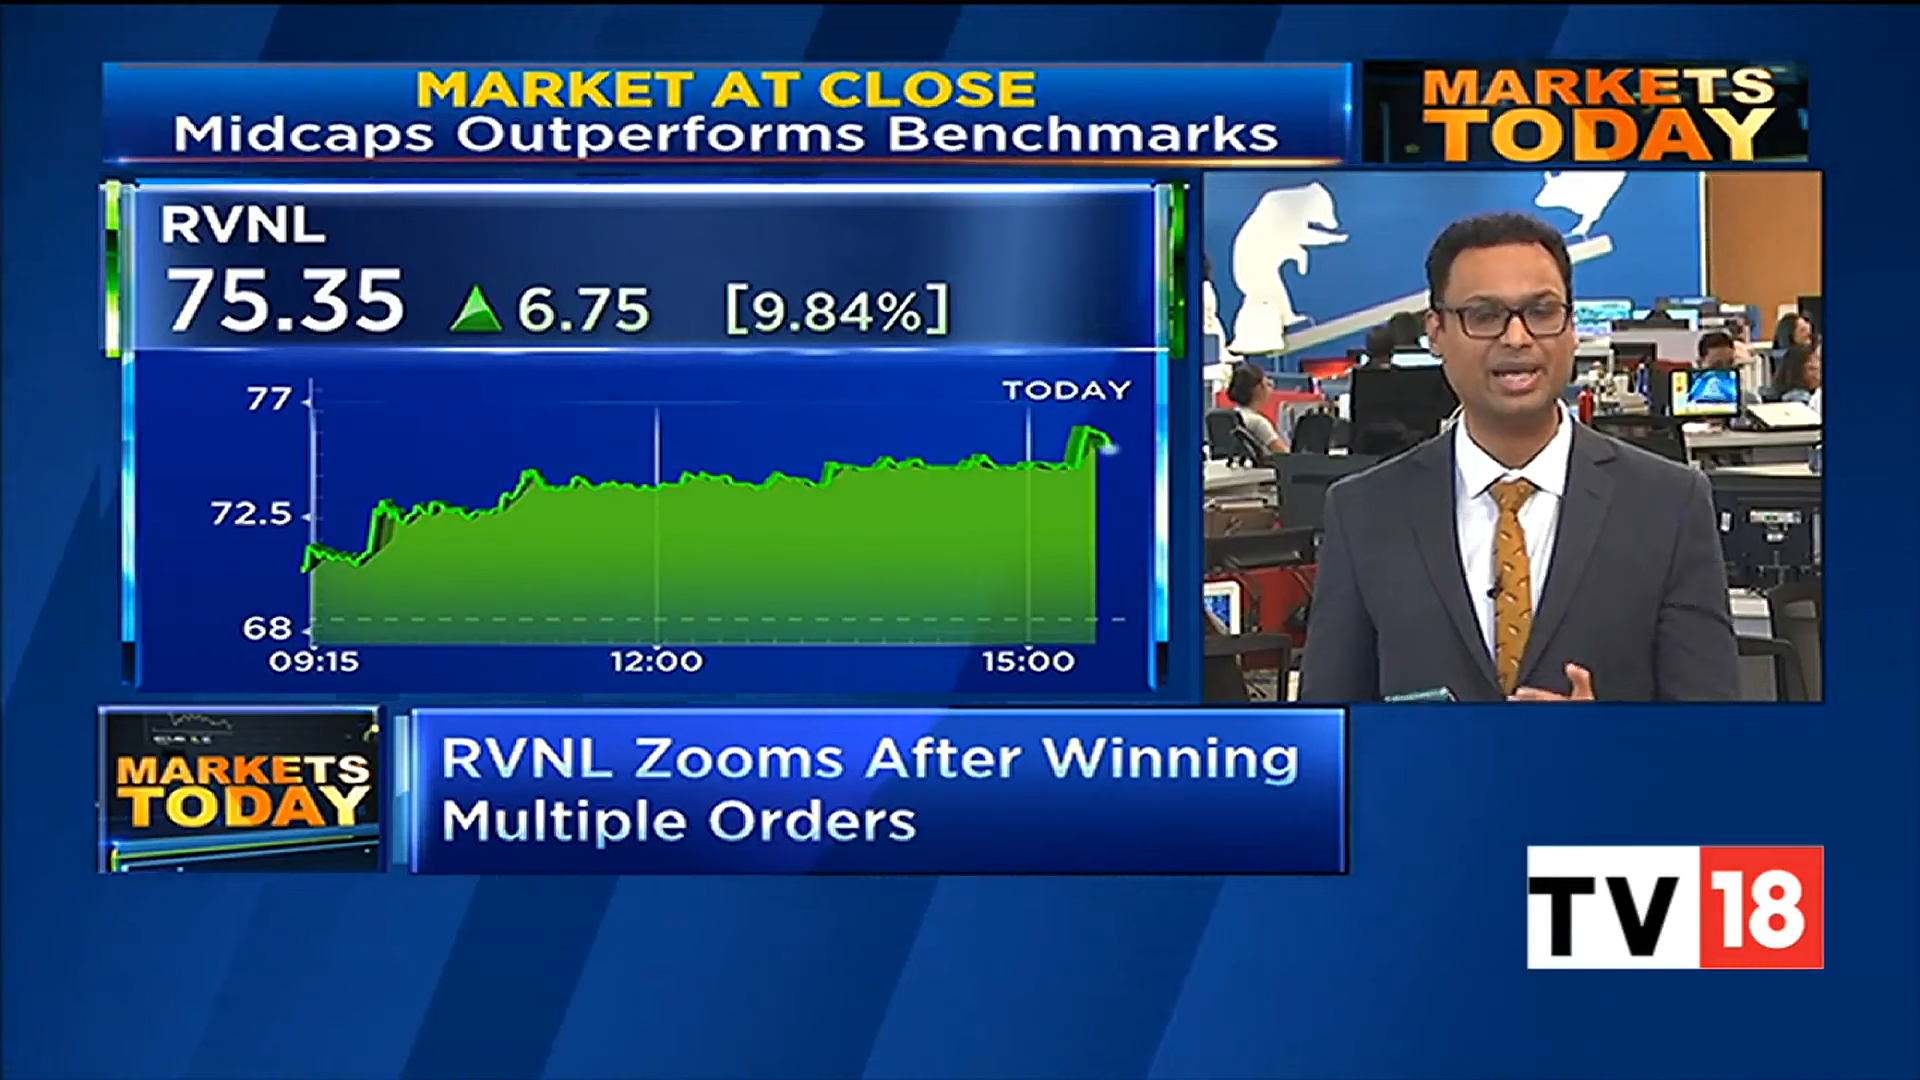 MARKET AT CLOSE
Midcaps Outperforms Benchmarks
MARKETS
TODAY
RVNL
75.35 ▲6.75 [9.84%]
TODAY
77
72.5
68
09:15 12:00 15:00
MARKETS
TODAY
RVNL Zooms After Winning
Multiple Orders
TV18